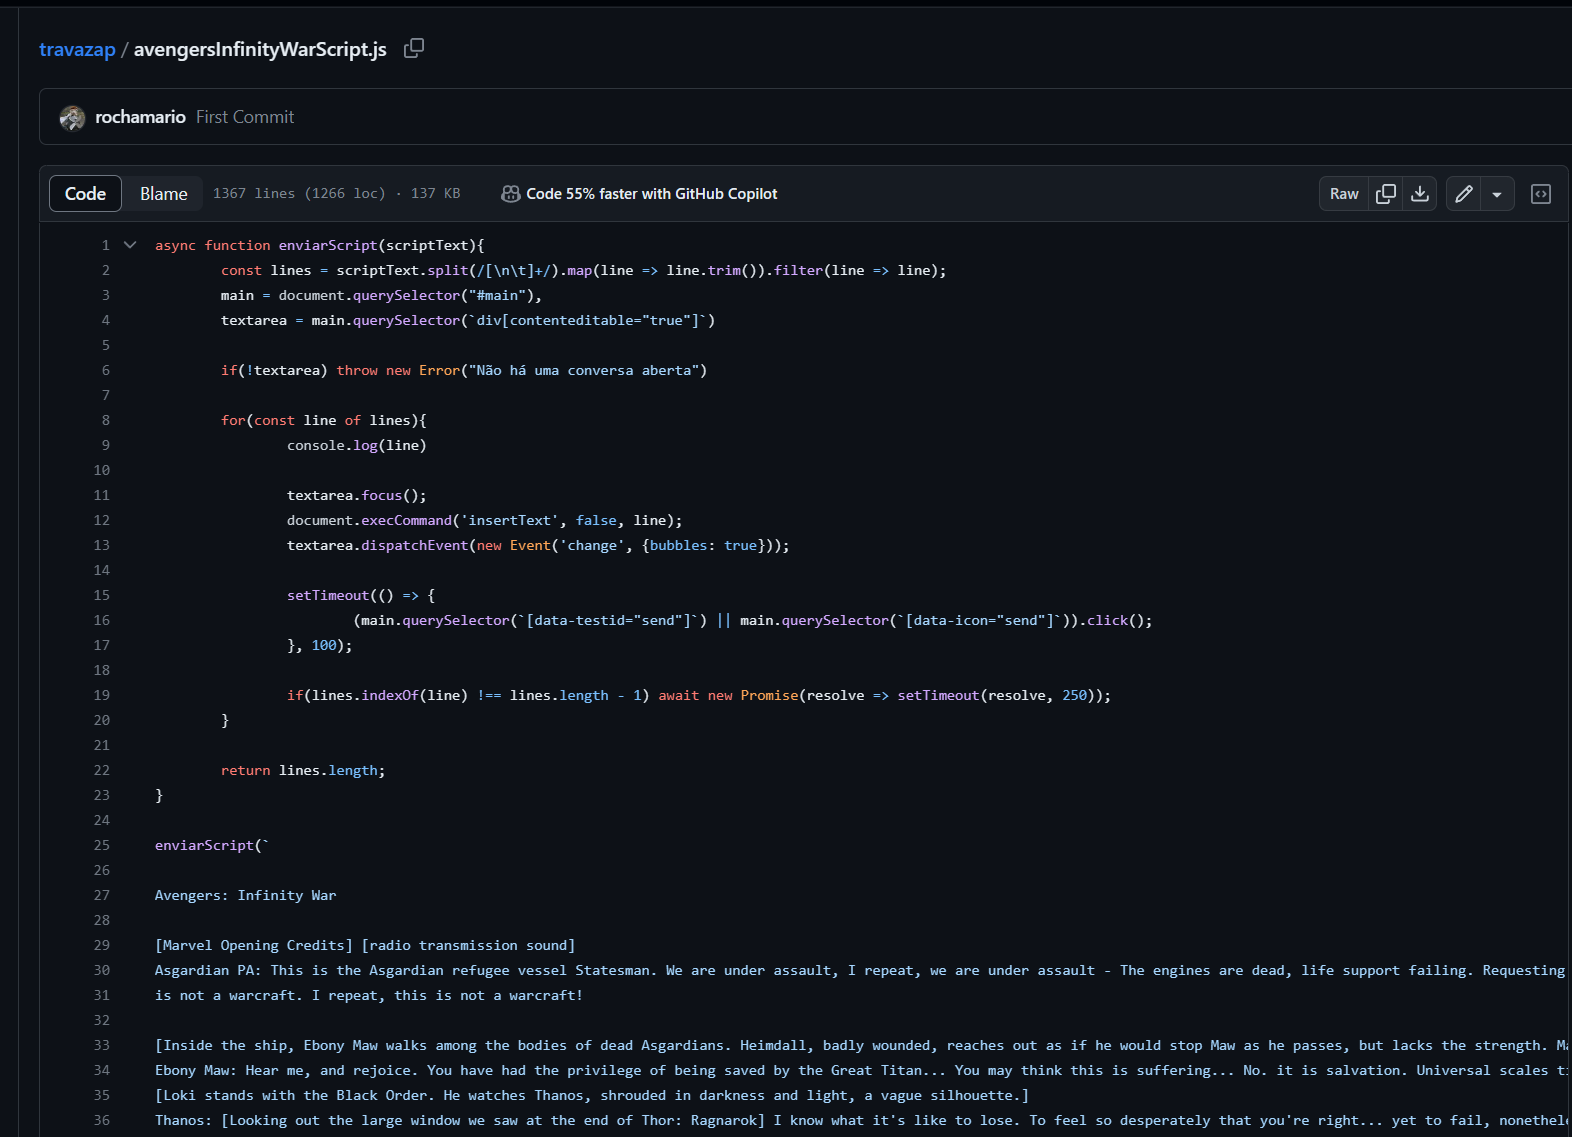 travazap / avengersInfinityWarScript.js
rochamario First Commit
Code Blame 1367 lines (1266 loc) · 137 KB Code 55% faster with GitHub Copilot Raw
1 async function enviarScript(scriptText){
2 const lines = scriptText.split(/[\n\t]+/).map(line => line.trim()).filter(line => line);
3 main = document.querySelector("#main"),
4 textarea = main.querySelector(`div[contenteditable="true"]`)
5
6 if(!textarea) throw new Error("Não há uma conversa aberta")
7
8 for(const line of lines){
9 console.log(line)
10
11 textarea.focus();
12 document.execCommand('insertText', false, line);
13 textarea.dispatchEvent(new Event('change', {bubbles: true}));
14
15 setTimeout(() => {
16 (main.querySelector(`[data-testid="send"]`) || main.querySelector(`[data-icon="send"]`)).click();
17 }, 100);
18
19 if(lines.indexOf(line) !== lines.length - 1) await new Promise(resolve => setTimeout(resolve, 250));
20 }
21
22 return lines.length;
23 }
24
25 enviarScript(`
26
27 Avengers: Infinity War
28
29 [Marvel Opening Credits] [radio transmission sound]
30 Asgardian PA: This is the Asgardian refugee vessel Statesman. We are under assault, I repeat, we are under assault - The engines are dead, life support failing. Requesting
31 is not a warcraft. I repeat, this is not a warcraft!
32
33 [Inside the ship, Ebony Maw walks among the bodies of dead Asgardians. Heimdall, badly wounded, reaches out as if he would stop Maw as he passes, but lacks the strength.
34 Ebony Maw: Hear me, and rejoice. You have had the privilege of being saved by the Great Titan... You may think this is suffering... No. it is salvation. Universal scales
35 [Loki stands with the Black Order. He watches Thanos, shrouded in darkness and light, a vague silhouette.]
36 Thanos: [Looking out the large window we saw at the end of Thor: Ragnarok] I know what it's like to lose. To feel so desperately that you're right... yet to fail,